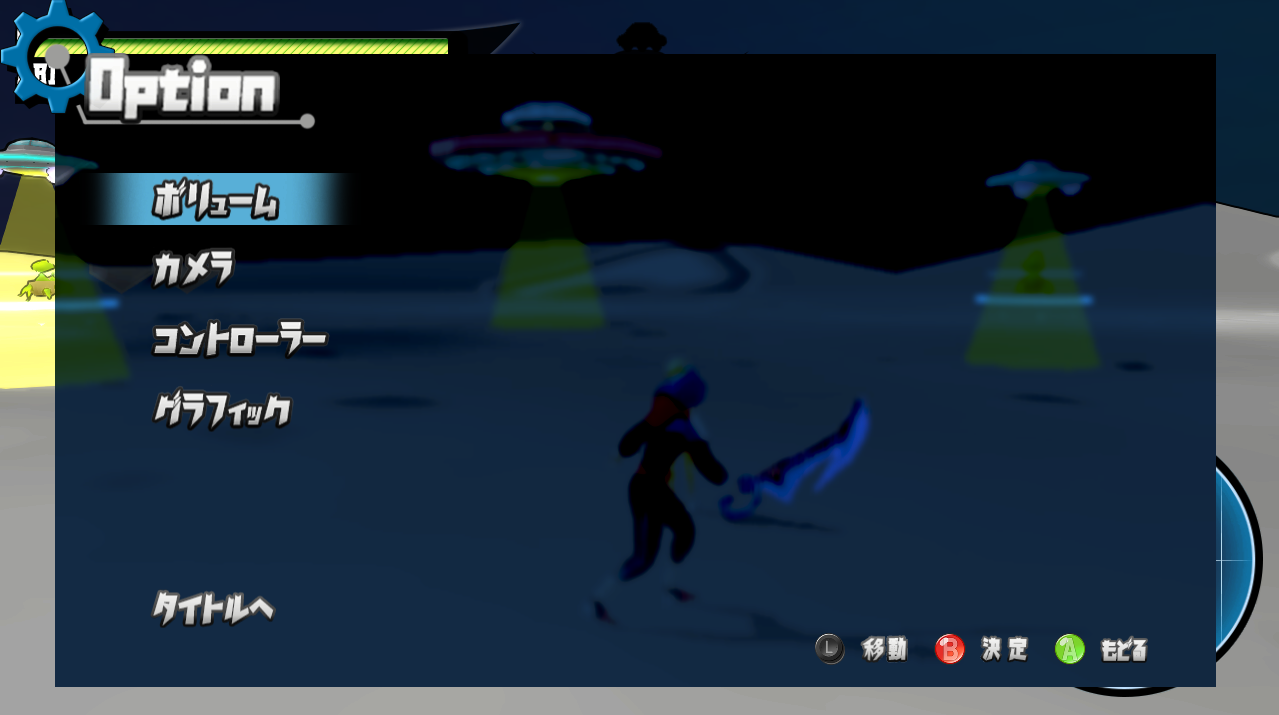 Option
ボリューム
カメラ
コントローラー
グラフィック
タイトルへ
L 移動 B 決定 A もどる